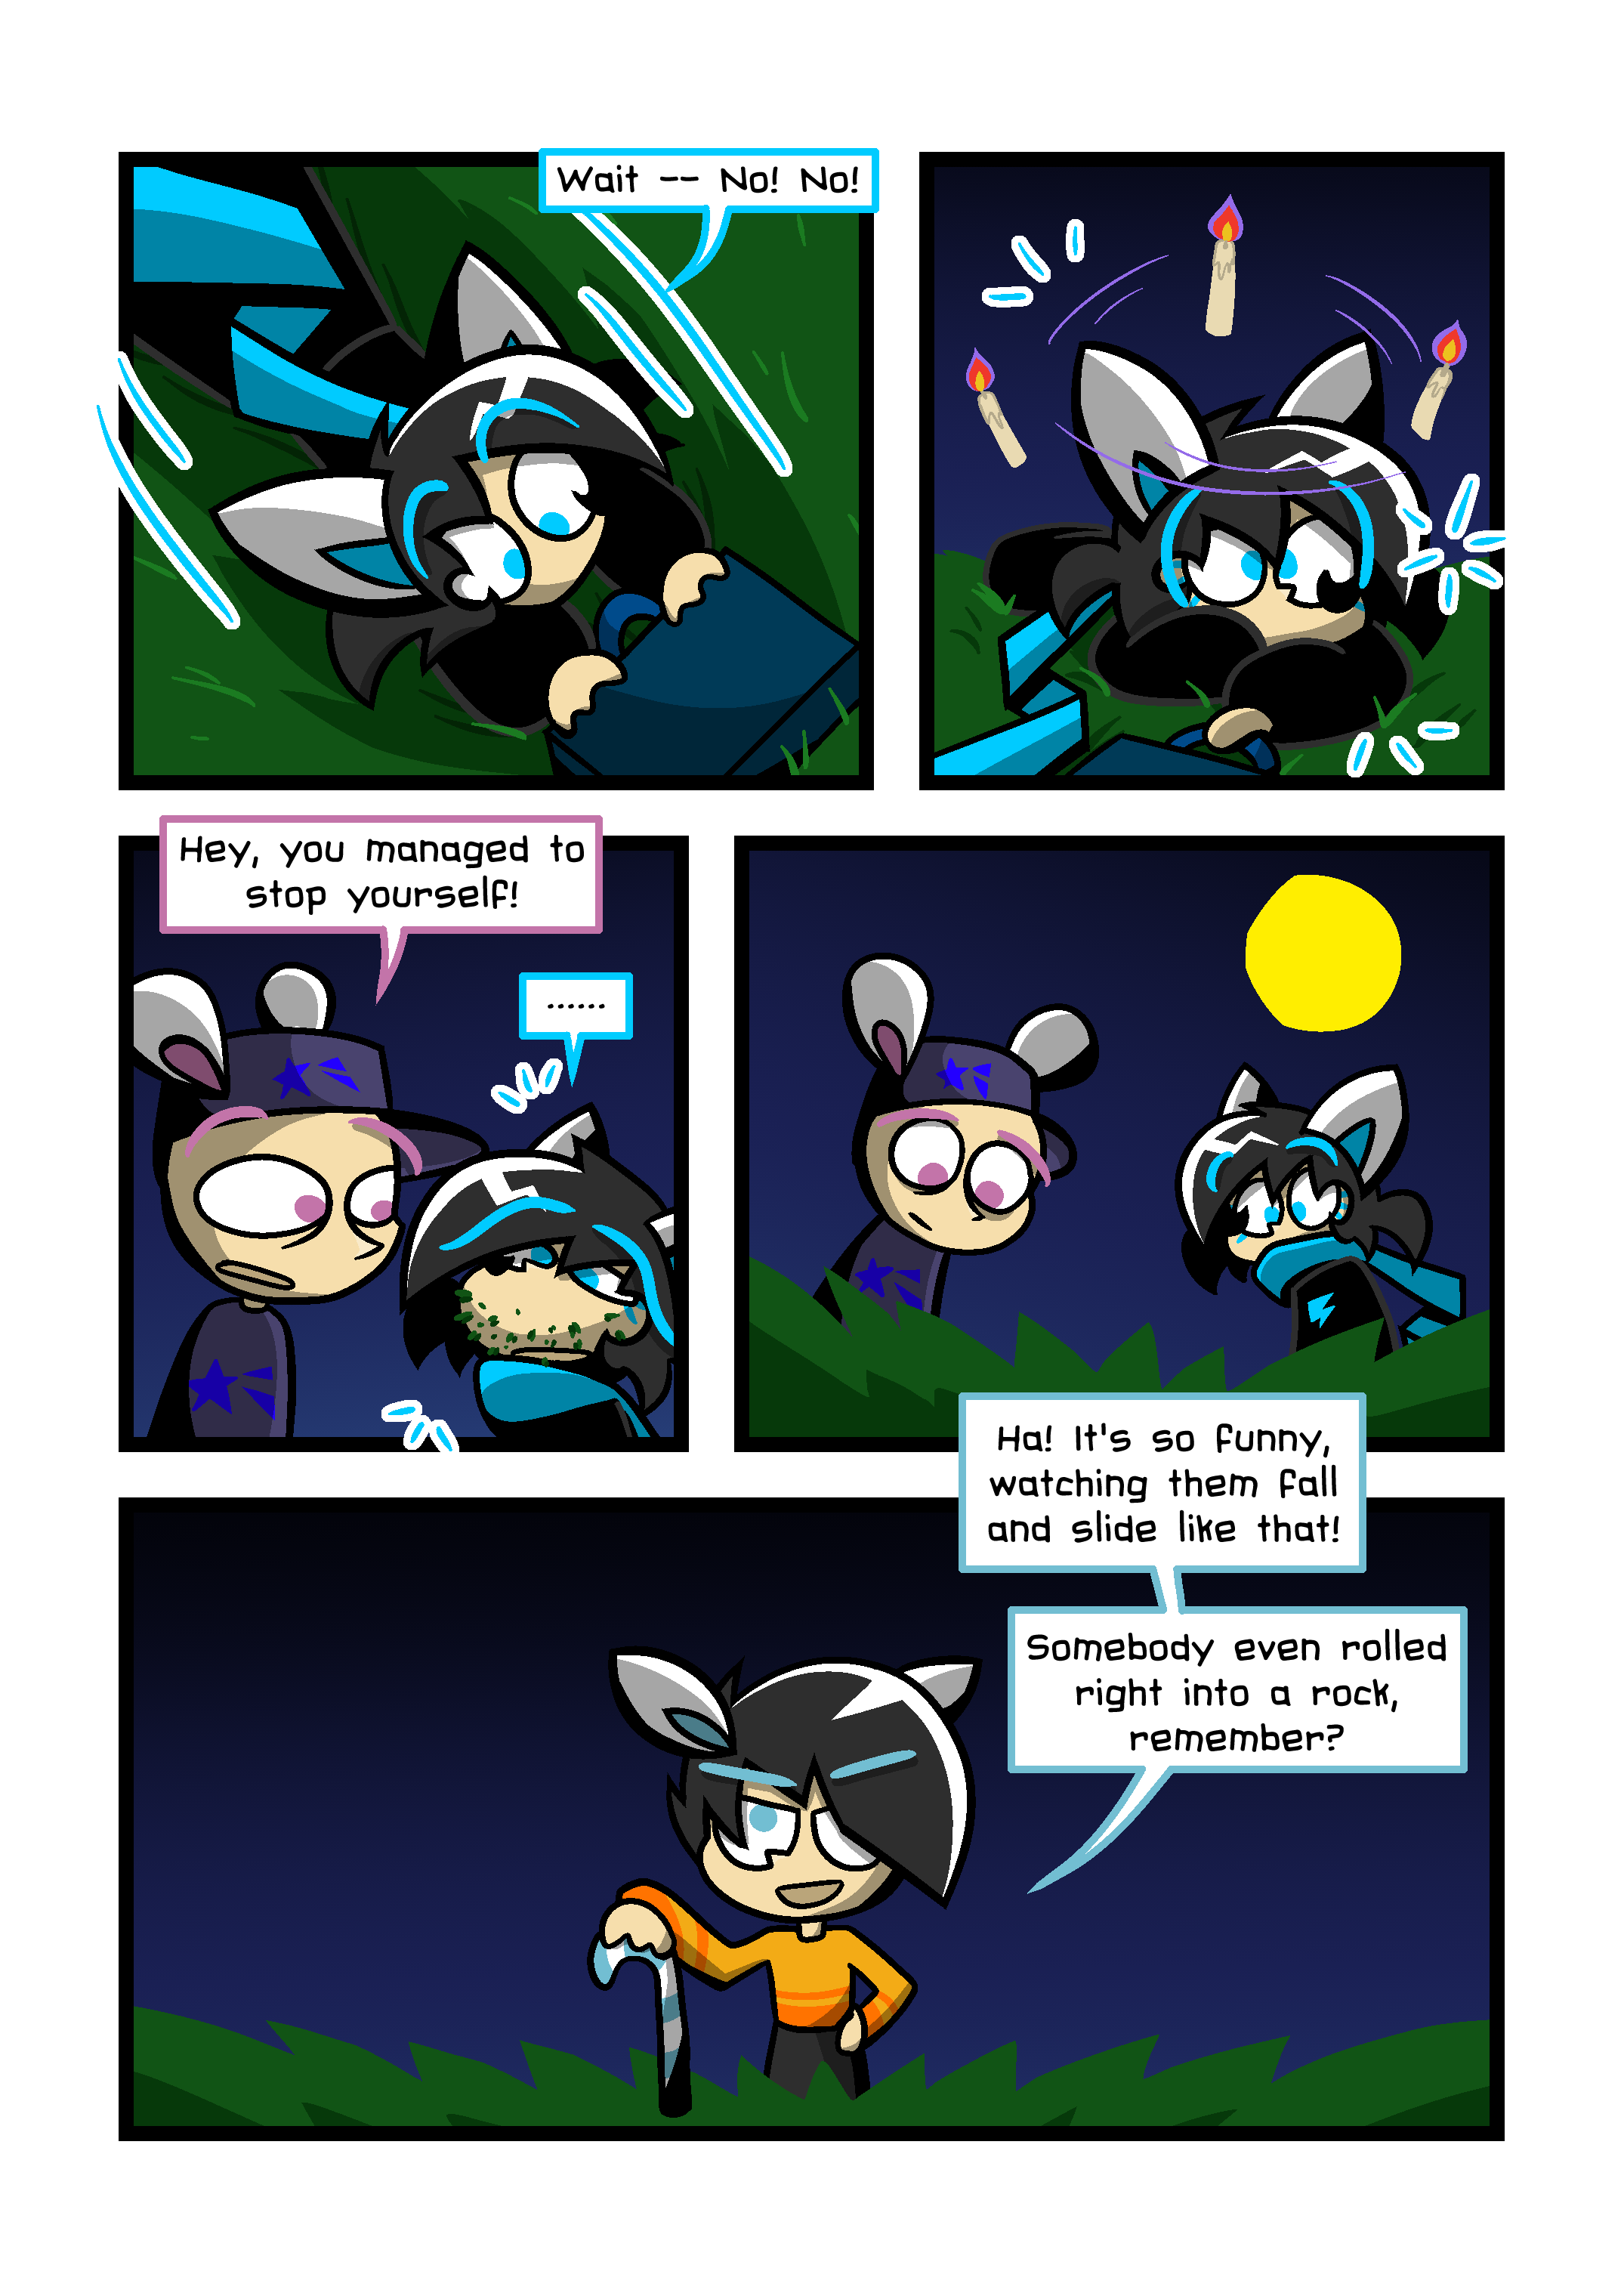 Wait -- No! No!
Hey, you managed to
stop yourself!
......
Ha! It's so funny,
watching them fall
and slide like that!
Somebody even rolled
right into a rock,
remember?